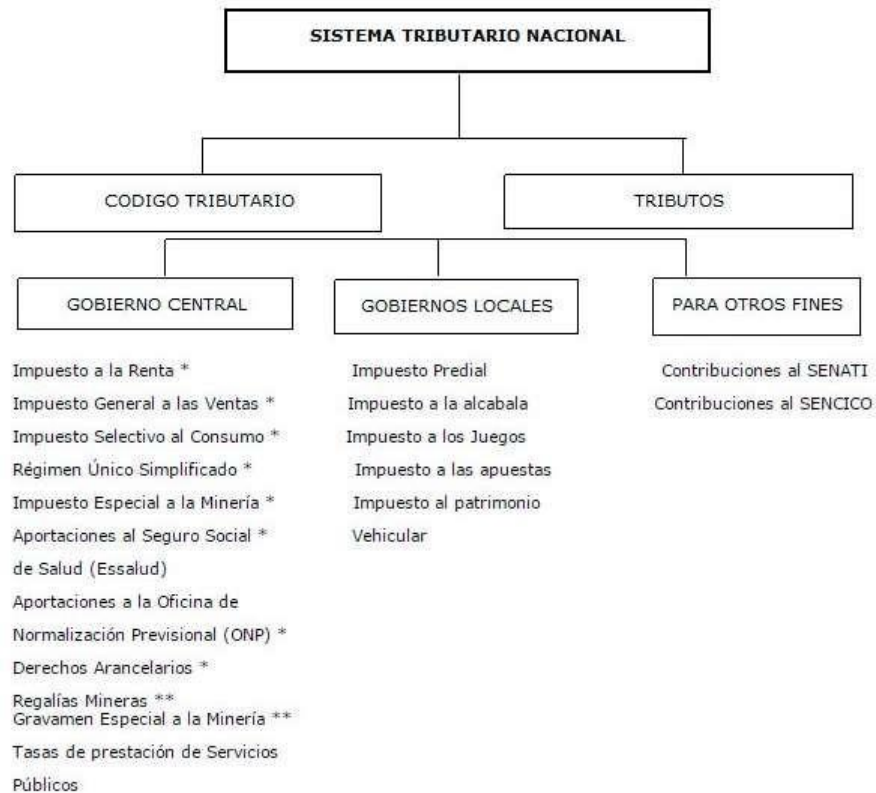 SISTEMA TRIBUTARIO NACIONAL
CODIGO TRIBUTARIO
TRIBUTOS
GOBIERNO CENTRAL
GOBIERNOS LOCALES
PARA OTROS FINES
Impuesto a la Renta *
Impuesto General a las Ventas *
Impuesto Selectivo al Consumo *
Régimen Único Simplificado *
Impuesto Especial a la Minería *
Aportaciones al Seguro Social *
de Salud (Essalud)
Aportaciones a la Oficina de
Normalización Previsional (ONP) *
Derechos Arancelarios *
Regalías Mineras **
Gravamen Especial a la Minería **
Tasas de prestación de Servicios
Públicos
Impuesto Predial
Impuesto a la alcabala
Impuesto a los Juegos
Impuesto a las apuestas
Impuesto al patrimonio
Vehicular
Contribuciones al SENATI
Contribuciones al SENCICO